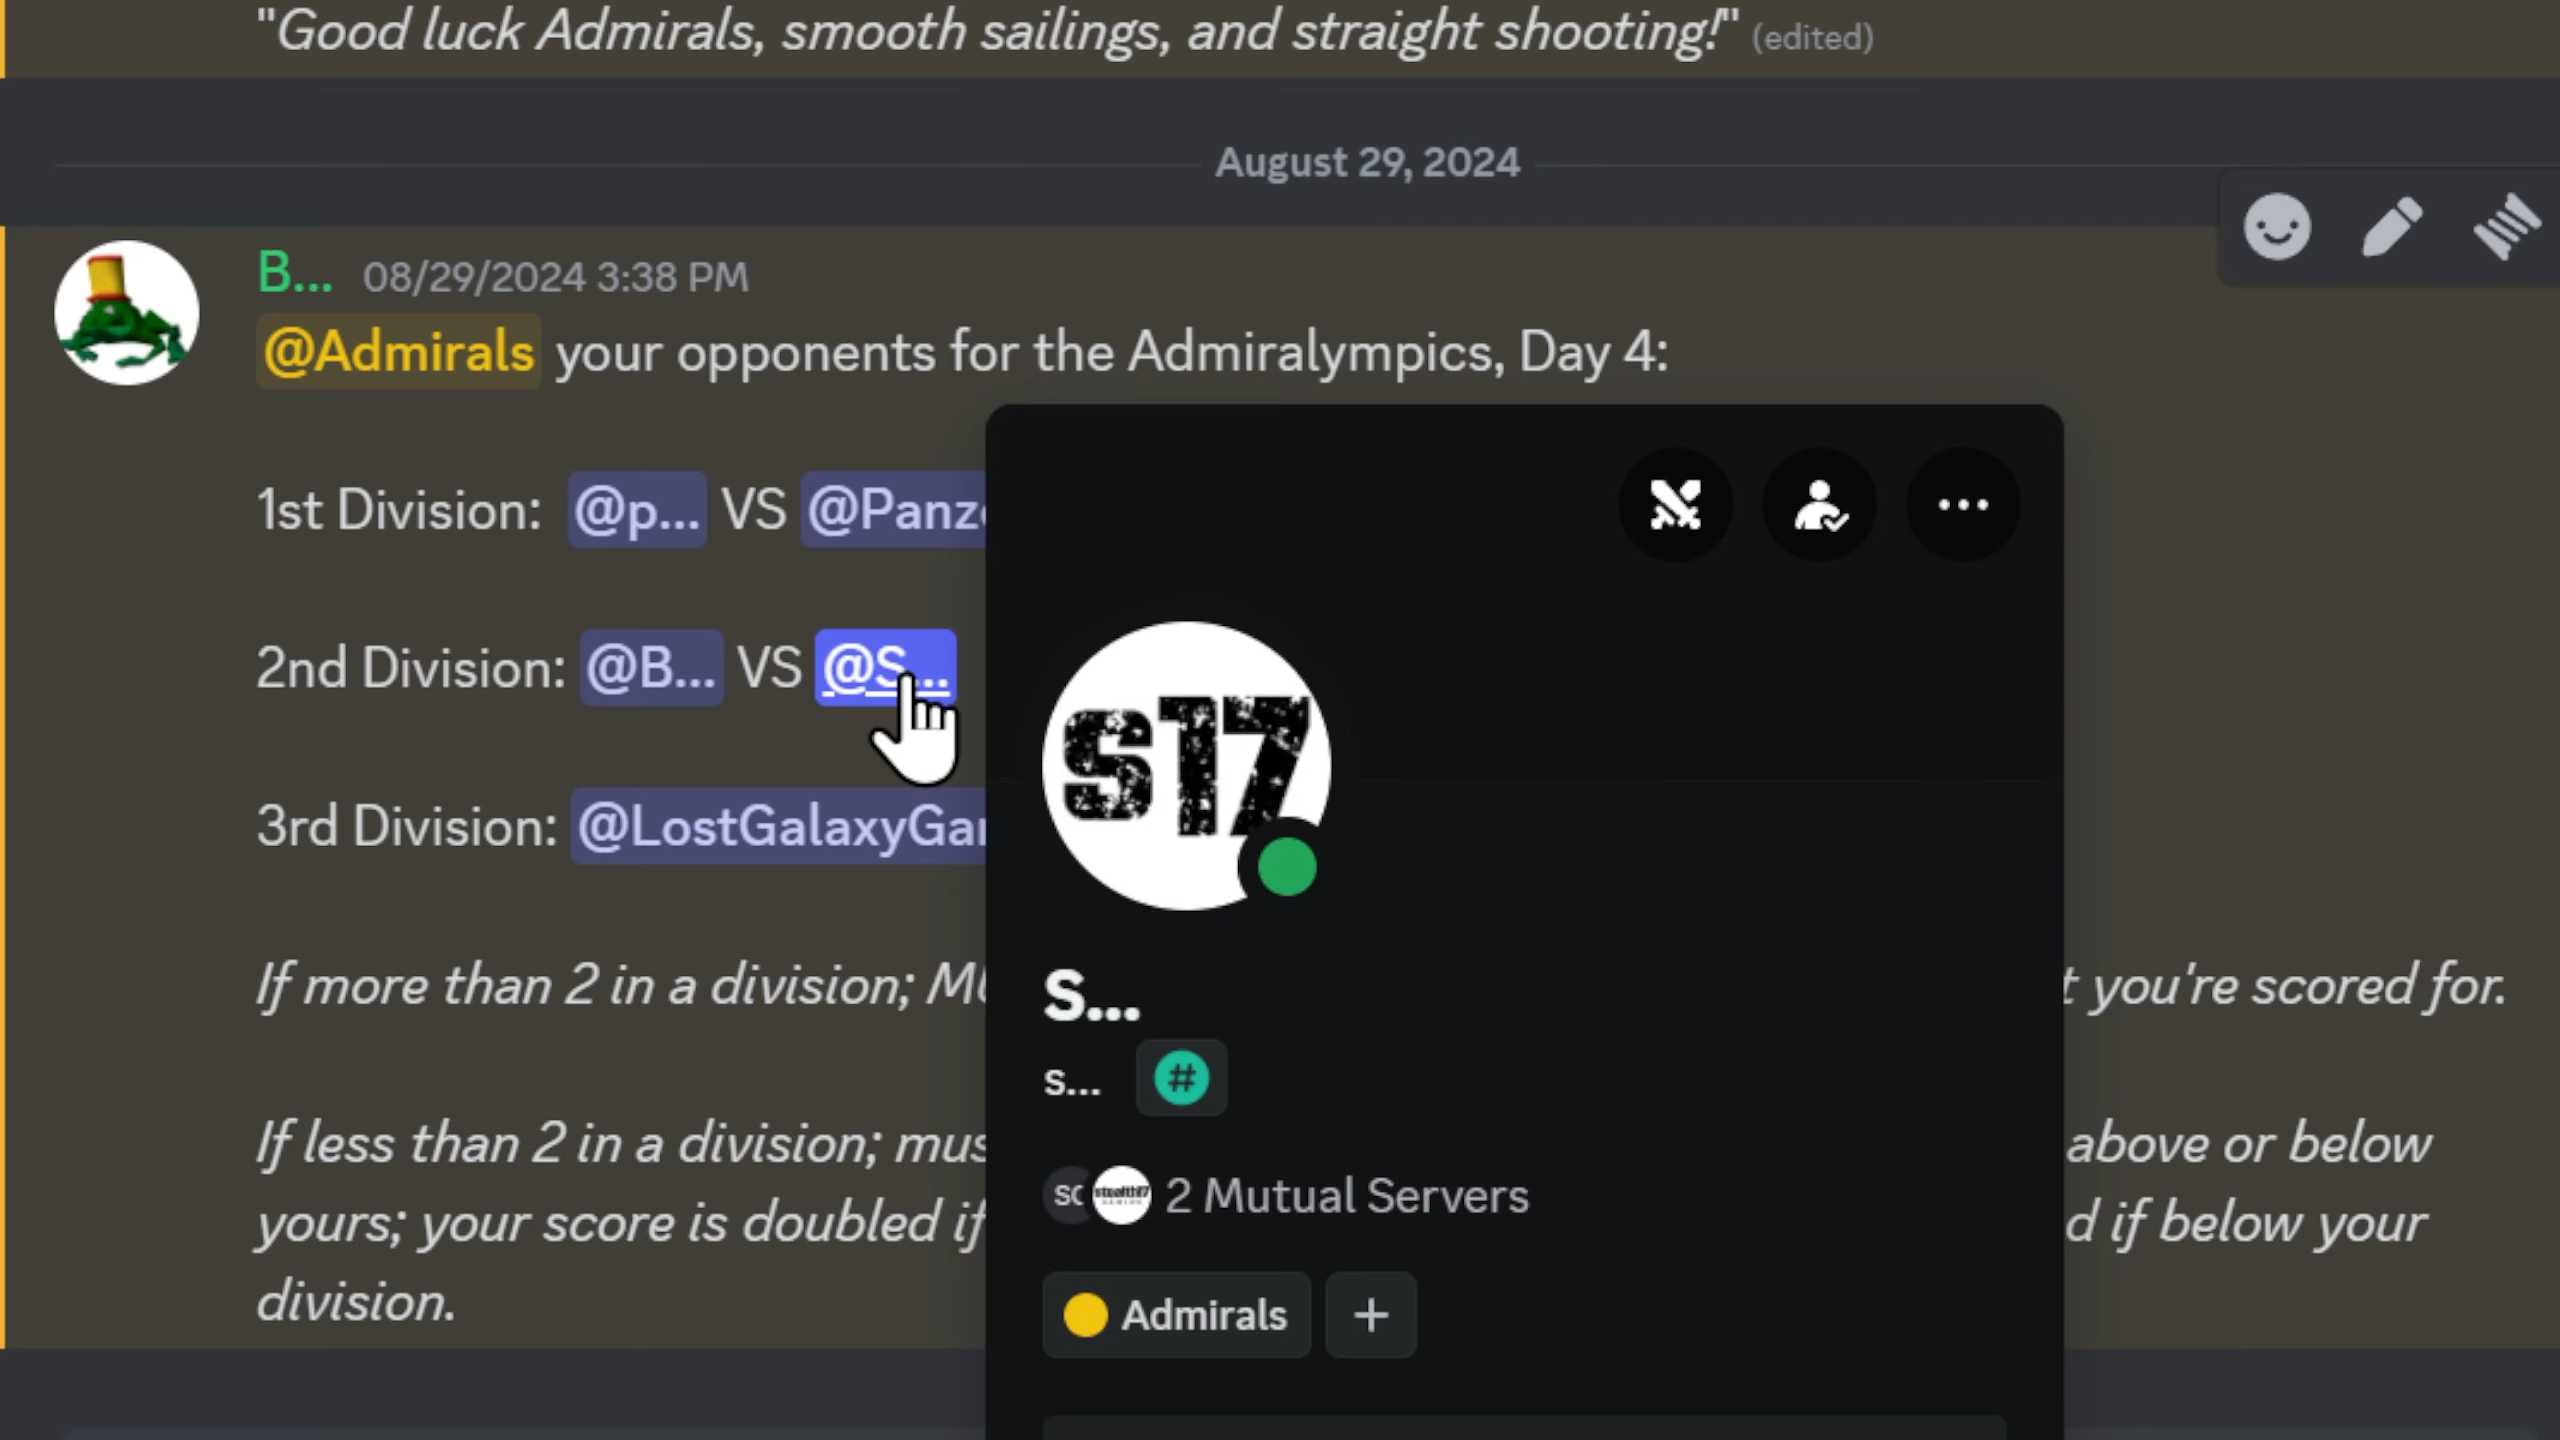 "Good luck Admirals, smooth sailings, and straight shooting!" (edited)
August 29, 2024
B... 08/29/2024 3:38 PM
@Admirals your opponents for the Admiralympics, Day 4:
1st Division: @p... VS @Panz
2nd Division: @B... VS @S...
3rd Division: @LostGalaxyGa
If more than 2 in a division; you're scored for.
If less than 2 in a division; mus above or below
yours; your score is doubled if d if below your
division.
S17
S...
s... #
SC stealth17 GAMING 2 Mutual Servers
Admirals +